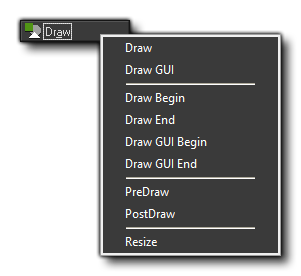 Draw
Draw
Draw GUI
Draw Begin
Draw End
Draw GUI Begin
Draw GUI End
PreDraw
PostDraw
Resize